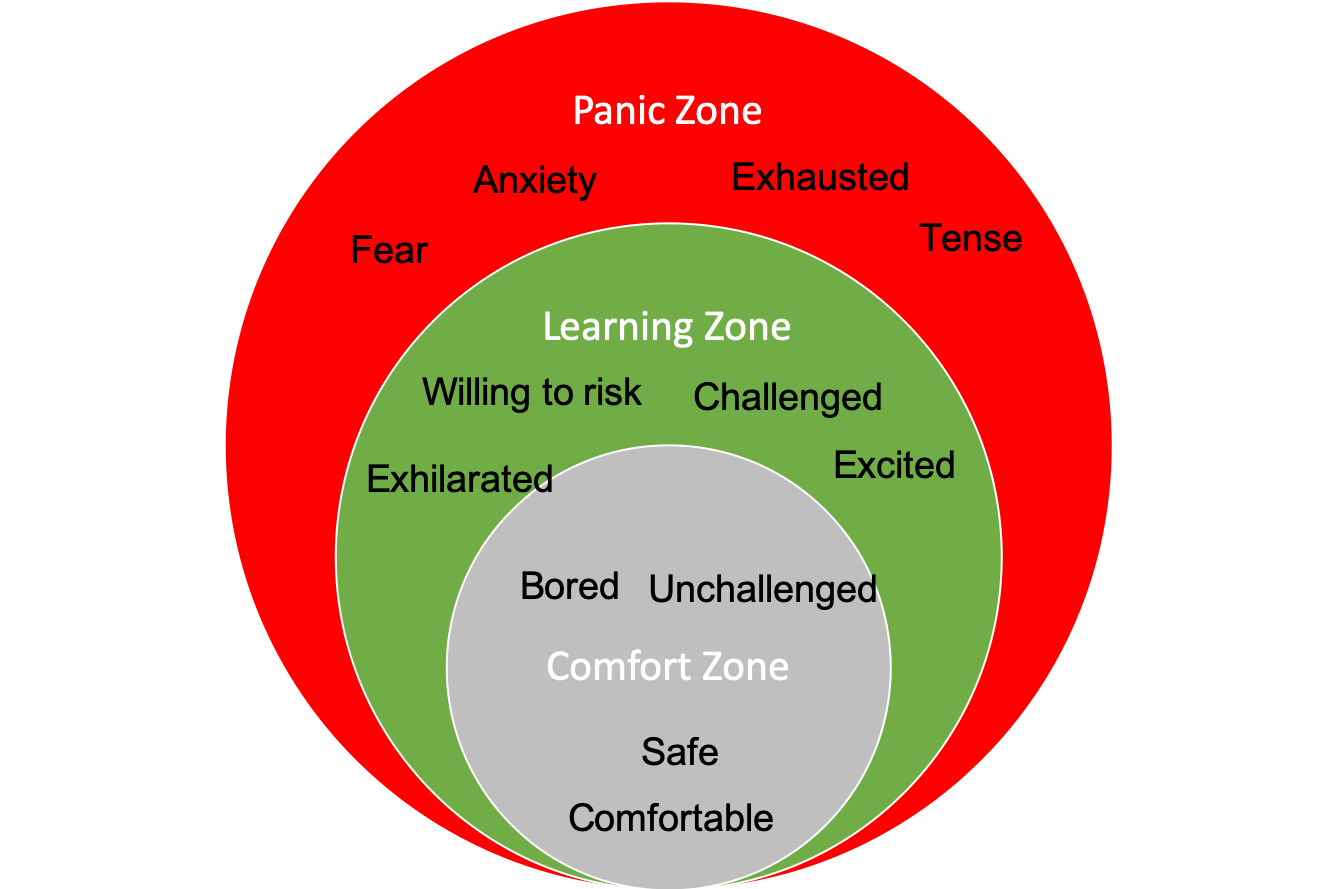 Panic Zone
Anxiety
Exhausted
Fear
Tense
Learning Zone
Willing to risk
Challenged
Exhilarated
Excited
Bored
Unchallenged
Comfort Zone
Safe
Comfortable